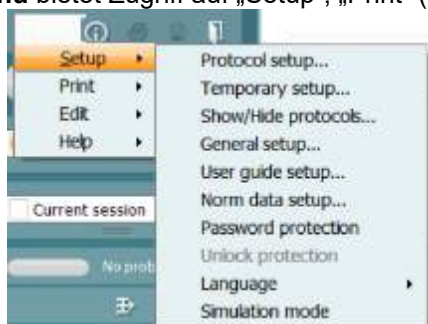 nu bietet Zugriff auf „Setup“, „Print“ (
Setup
Print
Edit
Help
Protocol setup...
Temporary setup...
Show/Hide protocols...
General setup...
User guide setup...
Norm data setup...
Password protection
Unlock protection
Language
Simulation mode
Current session
No prob